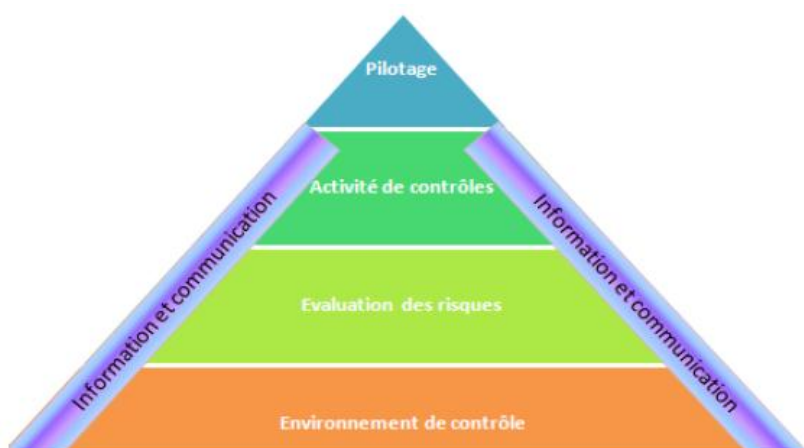 Pilotage
Activité de contrôles
Information et communication
Information et communication
Evaluation des risques
Environnement de contrôle